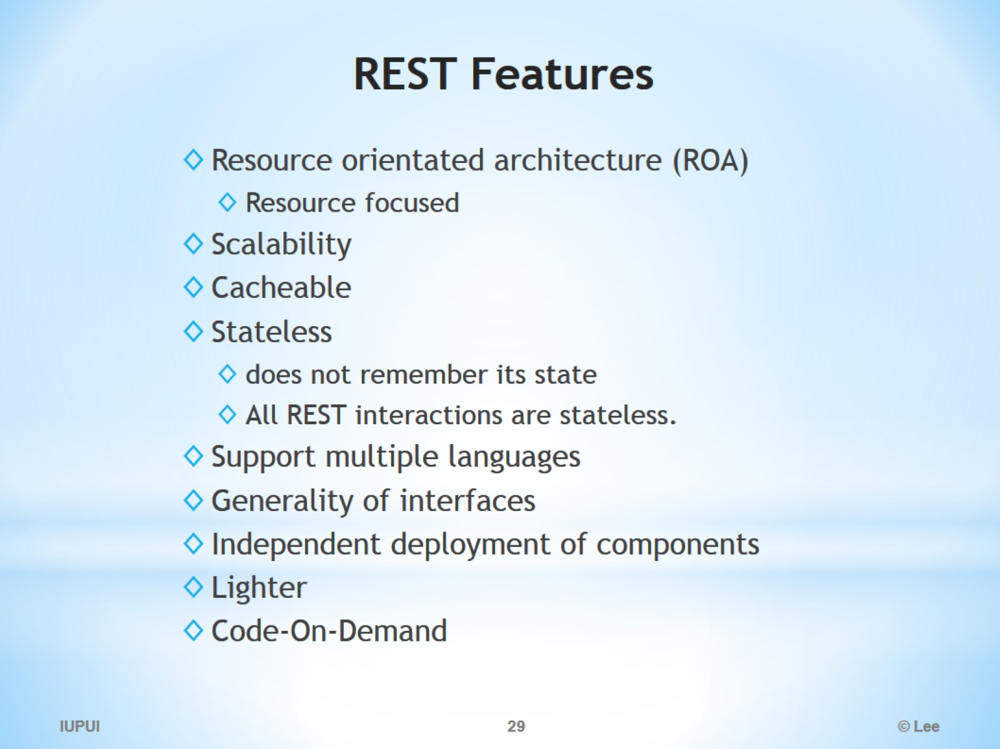 REST Features
◇ Resource orientated architecture (ROA)
◇ Resource focused
◇ Scalability
◇ Cacheable
◇ Stateless
◇ does not remember its state
◇ All REST interactions are stateless.
◇ Support multiple languages
◇ Generality of interfaces
◇ Independent deployment of components
◇ Lighter
◇ Code-On-Demand
IUPUI 29 © Lee